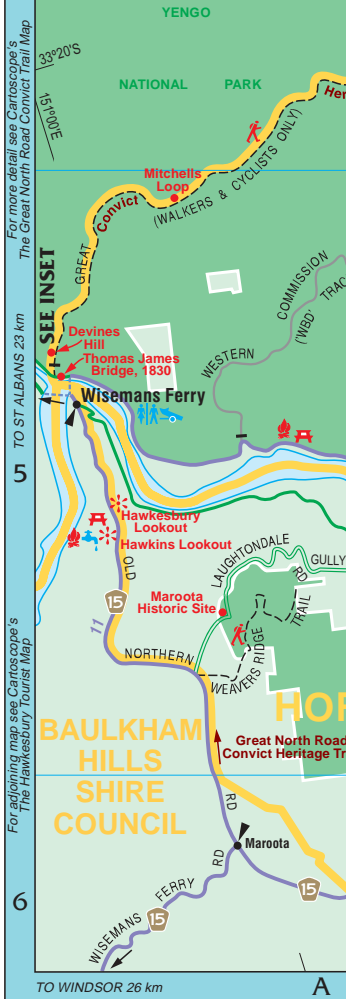 YENGO
NATIONAL PARK
33°20'S
151°00'E
For more detail see Cartoscope's
The Great North Road Convict Trail Map
Her
Mitchells
Loop
Convict
(WALKERS & CYCLISTS ONLY)
GREAT
SEE INSET
COMMISSION
('WBD' TRAC
WESTERN
Devines
Hill
Thomas James
Bridge, 1830
TO ST ALBANS 23 km
Wisemans Ferry
5
Hawkesbury
Lookout
Hawkins Lookout
OLD
LAUGHTONDALE
GULLY
RD
15
Maroota
Historic Site
TRAIL
11
NORTHERN
WEAVERS RIDGE
For adjoining map see Cartoscope's
The Hawkesbury Tourist Map
HOR
BAULKHAM
HILLS
SHIRE
COUNCIL
Great North Road
Convict Heritage Tr
RD
Maroota
RD
FERRY
15
15
WISEMANS
6
TO WINDSOR 26 km
A